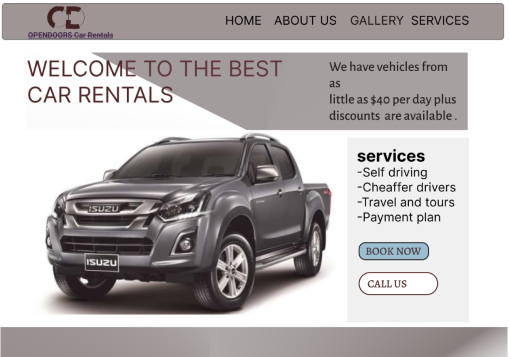 HOME ABOUT US GALLERY SERVICES
OPENDOORS Car Rentals
WELCOME TO THE BEST
CAR RENTALS
We have vehicles from
as
little as $40 per day plus
discounts are available .
services
-Self driving
-Cheaffer drivers
-Travel and tours
-Payment plan
BOOK NOW
CALL US
ISUZU
ISUZU